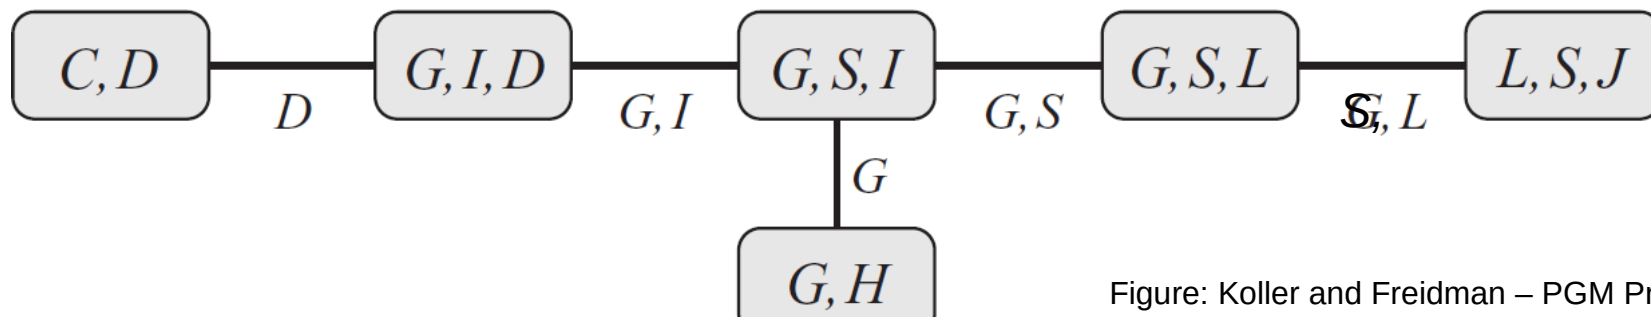 C, D
G, I, D
G, S, I
G, S, L
L, S, J
D
G, I
G, S
S, L
G
G, H
Figure: Koller and Freidman – PGM Pr